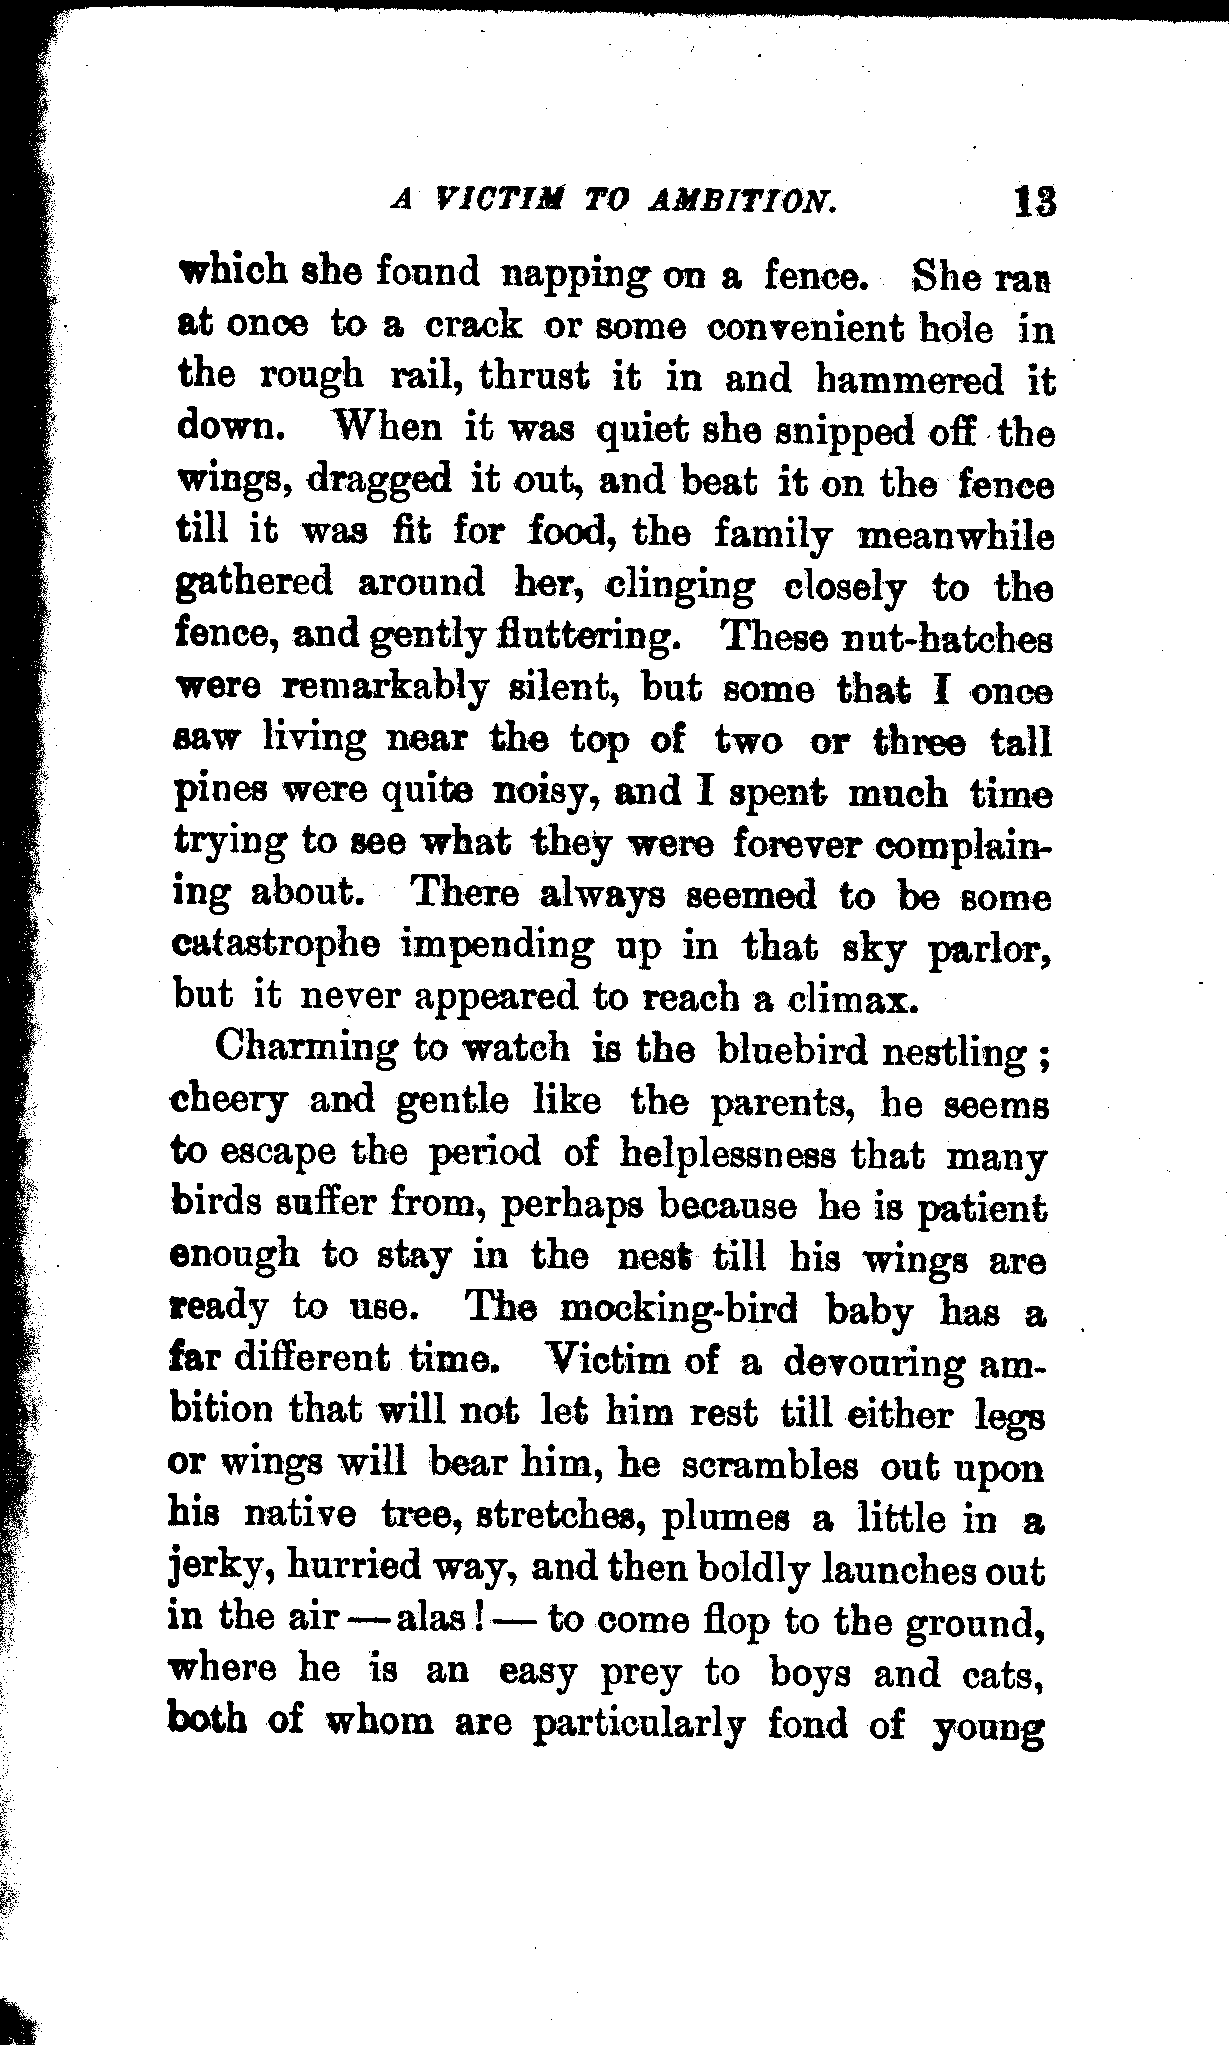 A VICTIM TO AMBITION. 13
which she found napping on a fence. She ran
at once to a crack or some convenient hole in
the rough rail, thrust it in and hammered it
down. When it was quiet she snipped off the
wings, dragged it out, and beat it on the fence
till it was fit for food, the family meanwhile
gathered around her, clinging closely to the
fence, and gently fluttering. These nut-hatches
were remarkably silent, but some that I once
saw living near the top of two or three tall
pines were quite noisy, and I spent much time
trying to see what they were forever complain-
ing about. There always seemed to be some
catastrophe impending up in that sky parlor,
but it never appeared to reach a climax.
Charming to watch is the bluebird nestling ;
cheery and gentle like the parents, he seems
to escape the period of helplessness that many
birds suffer from, perhaps because he is patient
enough to stay in the nest till his wings are
ready to use. The mocking-bird baby has a
far different time. Victim of a devouring am-
bition that will not let him rest till either legs
or wings will bear him, he scrambles out upon
his native tree, stretches, plumes a little in a
jerky, hurried way, and then boldly launches out
in the air — alas ! — to come flop to the ground,
where he is an easy prey to boys and cats,
both of whom are particularly fond of young